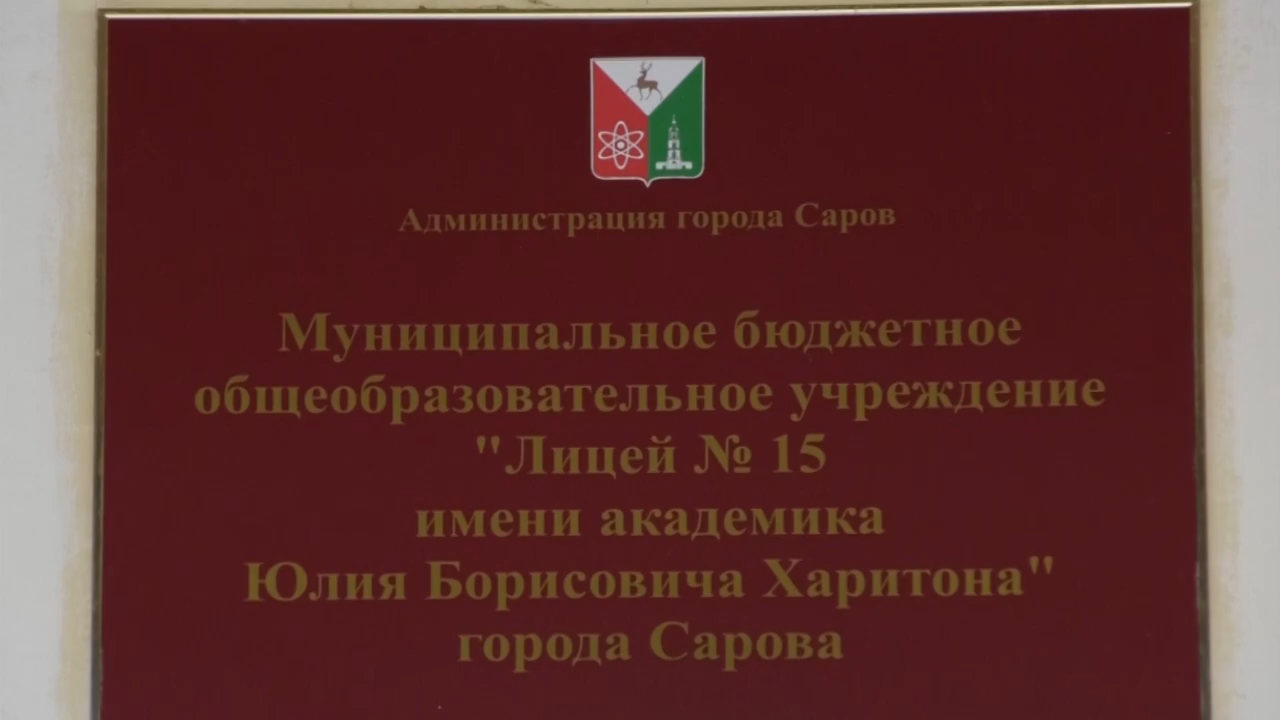 Администрация города Саров
Муниципальное бюджетное
общеобразовательное учреждение
"Лицей № 15
имени академика
Юлия Борисовича Харитона"
города Сарова